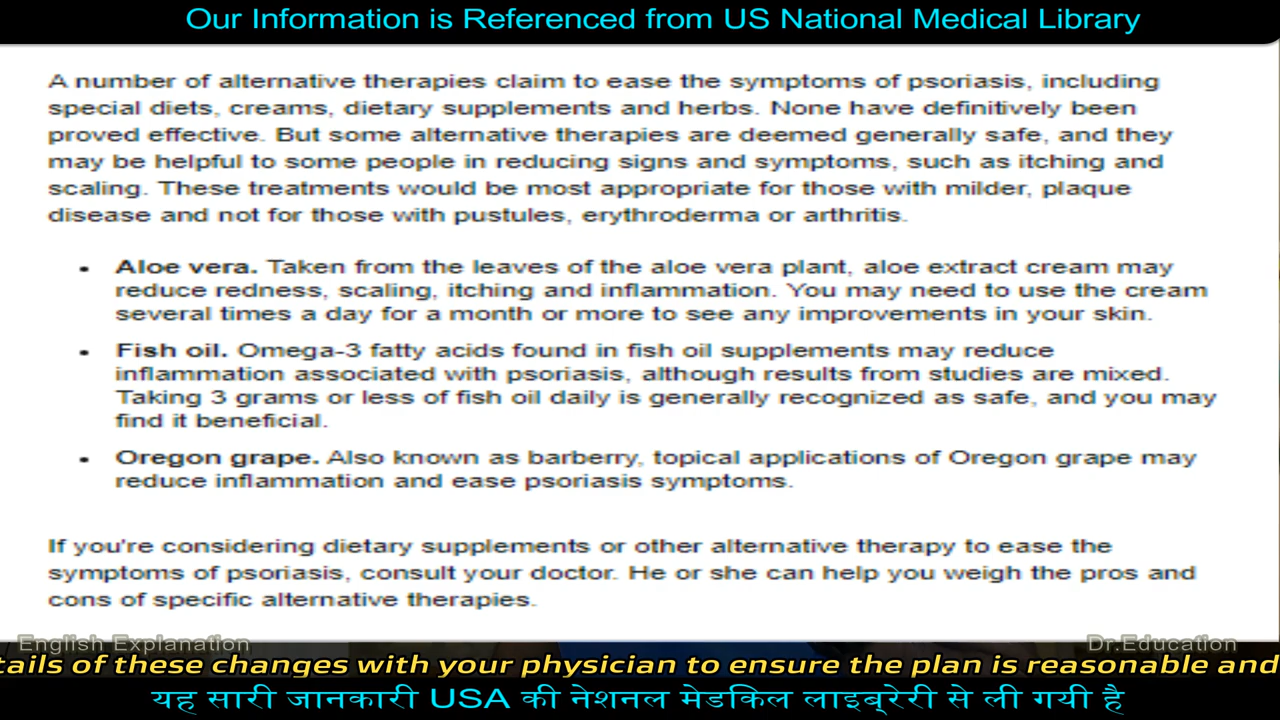 Our Information is Referenced from US National Medical Library
A number of alternative therapies claim to ease the symptoms of psoriasis, including
special diets, creams, dietary supplements and herbs. None have definitively been
proved effective. But some alternative therapies are deemed generally safe, and they
may be helpful to some people in reducing signs and symptoms, such as itching and
scaling. These treatments would be most appropriate for those with milder, plaque
disease and not for those with pustules, erythroderma or arthritis.
• Aloe vera. Taken from the leaves of the aloe vera plant, aloe extract cream may
reduce redness, scaling, itching and inflammation. You may need to use the cream
several times a day for a month or more to see any improvements in your skin.
• Fish oil. Omega-3 fatty acids found in fish oil supplements may reduce
inflammation associated with psoriasis, although results from studies are mixed.
Taking 3 grams or less of fish oil daily is generally recognized as safe, and you may
find it beneficial.
• Oregon grape. Also known as barberry, topical applications of Oregon grape may
reduce inflammation and ease psoriasis symptoms.
If you're considering dietary supplements or other alternative therapy to ease the
symptoms of psoriasis, consult your doctor. He or she can help you weigh the pros and
cons of specific alternative therapies.
English Explanation Dr.Education
tails of these changes with your physician to ensure the plan is reasonable and
यह सारी जानकारी USA की नेशनल मेडकिल लाइब्रेरी से ली गयी है